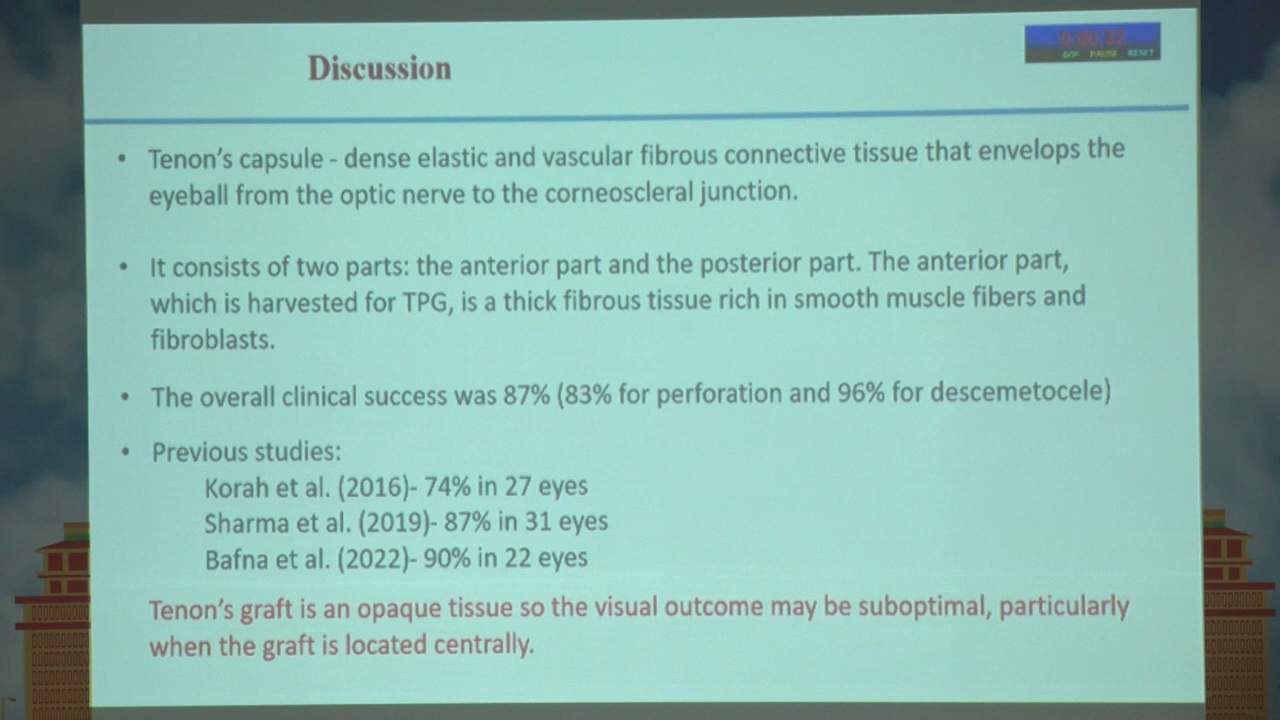 Discussion
GO! PAUSE RESET
• Tenon's capsule - dense elastic and vascular fibrous connective tissue that envelops the
eyeball from the optic nerve to the corneoscleral junction.
• It consists of two parts: the anterior part and the posterior part. The anterior part,
which is harvested for TPG, is a thick fibrous tissue rich in smooth muscle fibers and
fibroblasts.
• The overall clinical success was 87% (83% for perforation and 96% for descemetocele)
• Previous studies:
Korah et al. (2016)- 74% in 27 eyes
Sharma et al. (2019)- 87% in 31 eyes
Bafna et al. (2022)- 90% in 22 eyes
Tenon's graft is an opaque tissue so the visual outcome may be suboptimal, particularly
when the graft is located centrally.